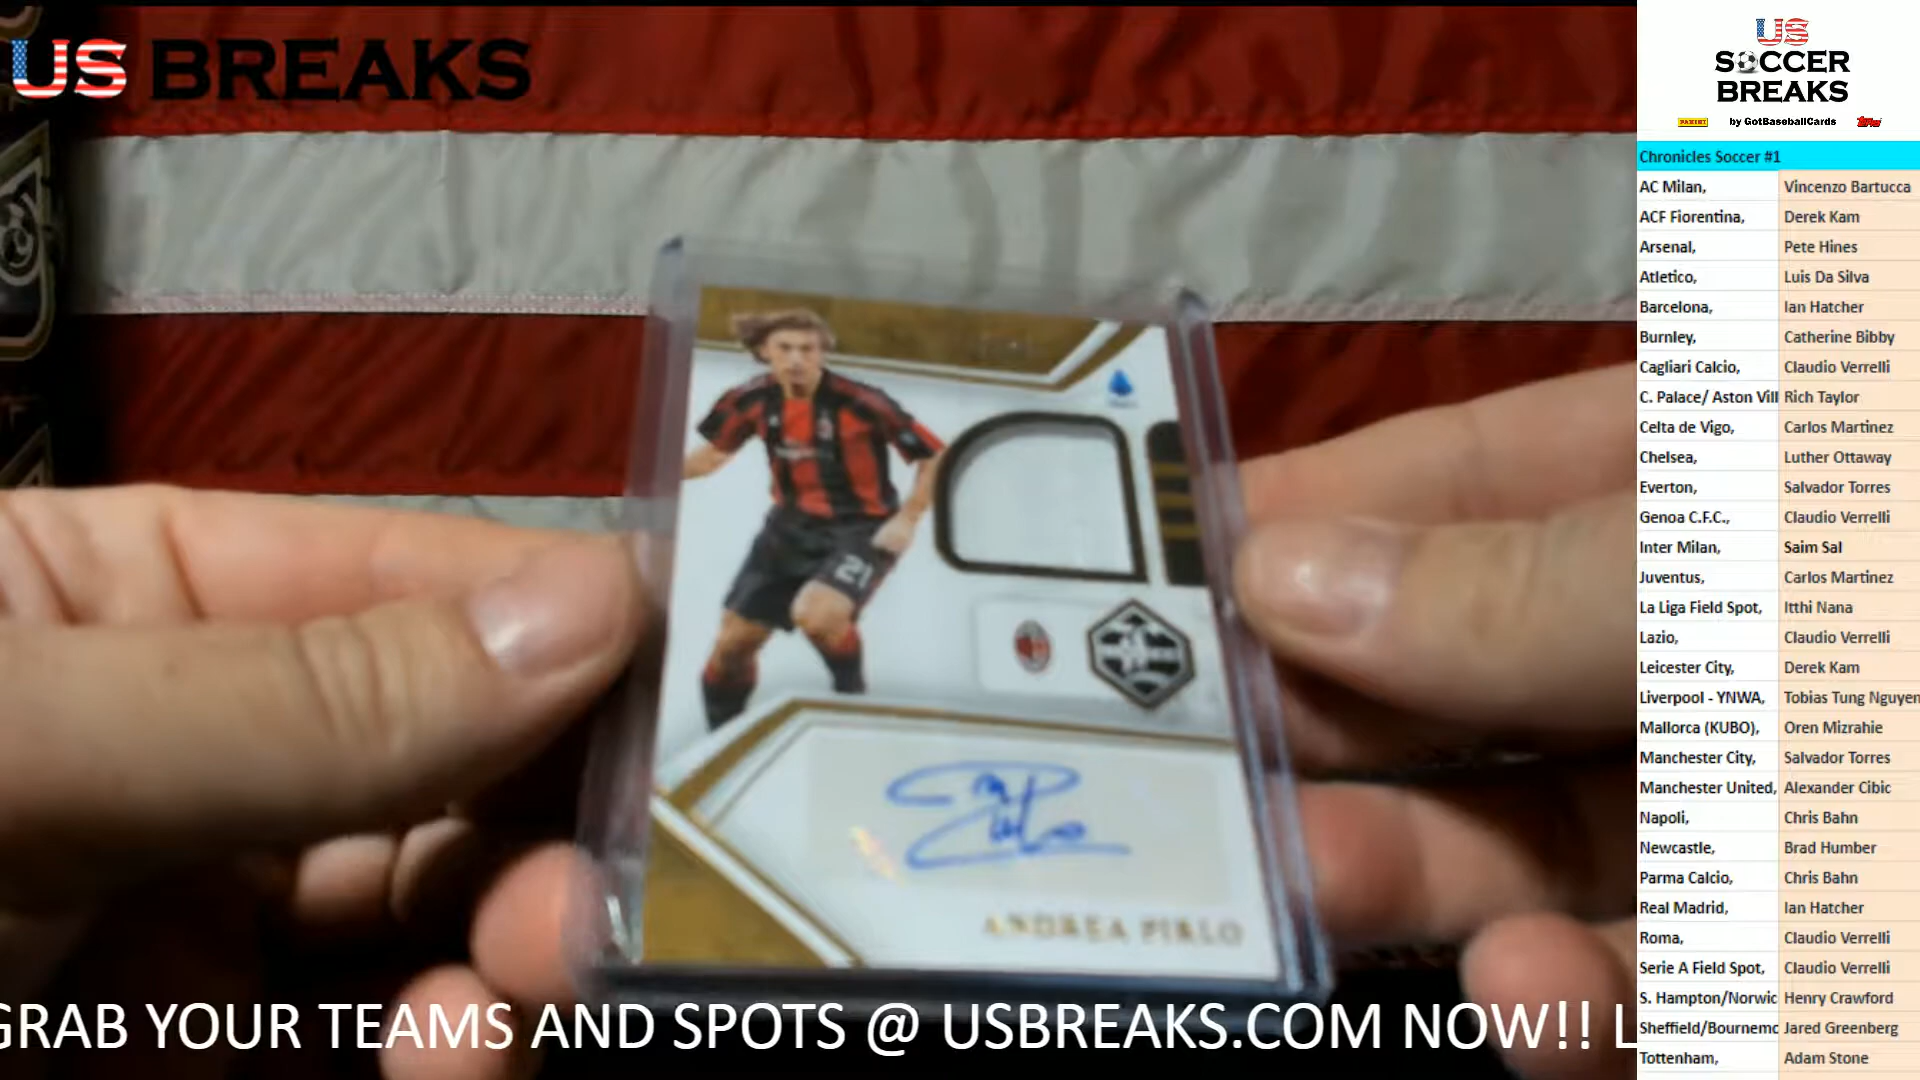 US BREAKS
21
ANDREA PIRLO
GRAB YOUR TEAMS AND SPOTS @ USBREAKS.COM NOW!! L
US
SOCCER
BREAKS
PANINI by GotBaseballCards Topps
Chronicles Soccer #1
AC Milan, Vincenzo Bartucca
ACF Fiorentina, Derek Kam
Arsenal, Pete Hines
Atletico, Luis Da Silva
Barcelona, Ian Hatcher
Burnley, Catherine Bibby
Cagliari Calcio, Claudio Verrelli
C. Palace/ Aston Vill Rich Taylor
Celta de Vigo, Carlos Martinez
Chelsea, Luther Ottaway
Everton, Salvador Torres
Genoa C.F.C., Claudio Verrelli
Inter Milan, Saim Sal
Juventus, Carlos Martinez
La Liga Field Spot, Itthi Nana
Lazio, Claudio Verrelli
Leicester City, Derek Kam
Liverpool - YNWA, Tobias Tung Nguyen
Mallorca (KUBO), Oren Mizrahie
Manchester City, Salvador Torres
Manchester United, Alexander Cibic
Napoli, Chris Bahn
Newcastle, Brad Humber
Parma Calcio, Chris Bahn
Real Madrid, Ian Hatcher
Roma, Claudio Verrelli
Serie A Field Spot, Claudio Verrelli
S. Hampton/Norwic Henry Crawford
Sheffield/Bournemo Jared Greenberg
Tottenham, Adam Stone